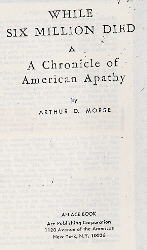 WHILE
SIX MILLION DIED
A
A Chronicle of
American Apathy
by
ARTHUR D. MORSE
ACE BOOK
Ace Publishing Corporation
1120 Avenue of the Americas
New York, N.Y. 10036